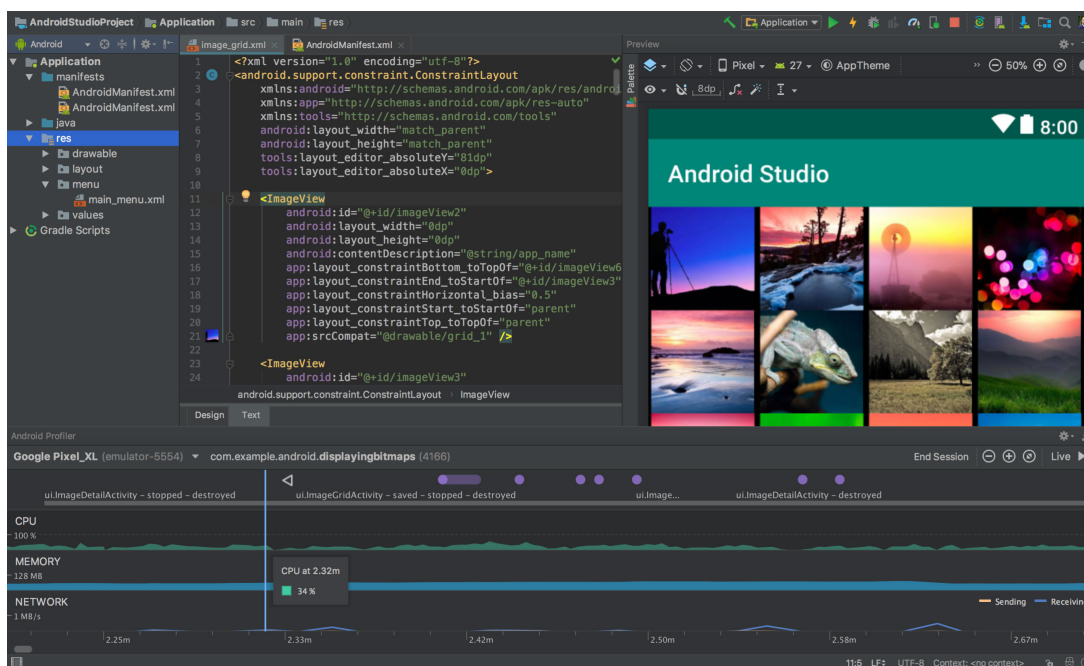 AndroidStudioProject Application src main res Application
Android
image_grid.xml AndroidManifest.xml
Preview
Application
manifests
AndroidManifest.xml
AndroidManifest.xml
java
res
drawable
layout
menu
main_menu.xml
values
Gradle Scripts
1 <?xml version="1.0" encoding="utf-8"?>
2 <android.support.constraint.ConstraintLayout
3 xmlns:android="http://schemas.android.com/apk/res/andro
4 xmlns:app="http://schemas.android.com/apk/res-auto"
5 xmlns:tools="http://schemas.android.com/tools"
6 android:layout_width="match_parent"
7 android:layout_height="match_parent"
8 tools:layout_editor_absoluteY="81dp"
9 tools:layout_editor_absoluteX="0dp">
10
11 <ImageView
12 android:id="@+id/imageView2"
13 android:layout_width="0dp"
14 android:layout_height="0dp"
15 android:contentDescription="@string/app_name"
16 app:layout_constraintBottom_toTopOf="@+id/imageView6
17 app:layout_constraintEnd_toStartOf="@+id/imageView3"
18 app:layout_constraintHorizontal_bias="0.5"
19 app:layout_constraintStart_toStartOf="parent"
20 app:layout_constraintTop_toTopOf="parent"
21 app:srcCompat="@drawable/grid_1" />
22
23 <ImageView
24 android:id="@+id/imageView3"
android.support.constraint.ConstraintLayout › ImageView
Design Text
Palette
Pixel 27 AppTheme » 50%
8dp
8:00
Android Studio
Android Profiler
Google Pixel_XL (emulator-5554) com.example.android.displayingbitmaps (4166) End Session Live
ui.ImageDetailActivity – stopped – destroyed ui.ImageGridActivity – saved – stopped – destroyed ui.Image... ui.ImageDetailActivity – destroyed
CPU
100 %
MEMORY
128 MB
CPU at 2.32m
34 %
NETWORK
Sending Receivin
1 MB/s
2.25m 2.33m 2.42m 2.50m 2.58m 2.67m
11:5 LF÷ UTF-8 Context: <no context>